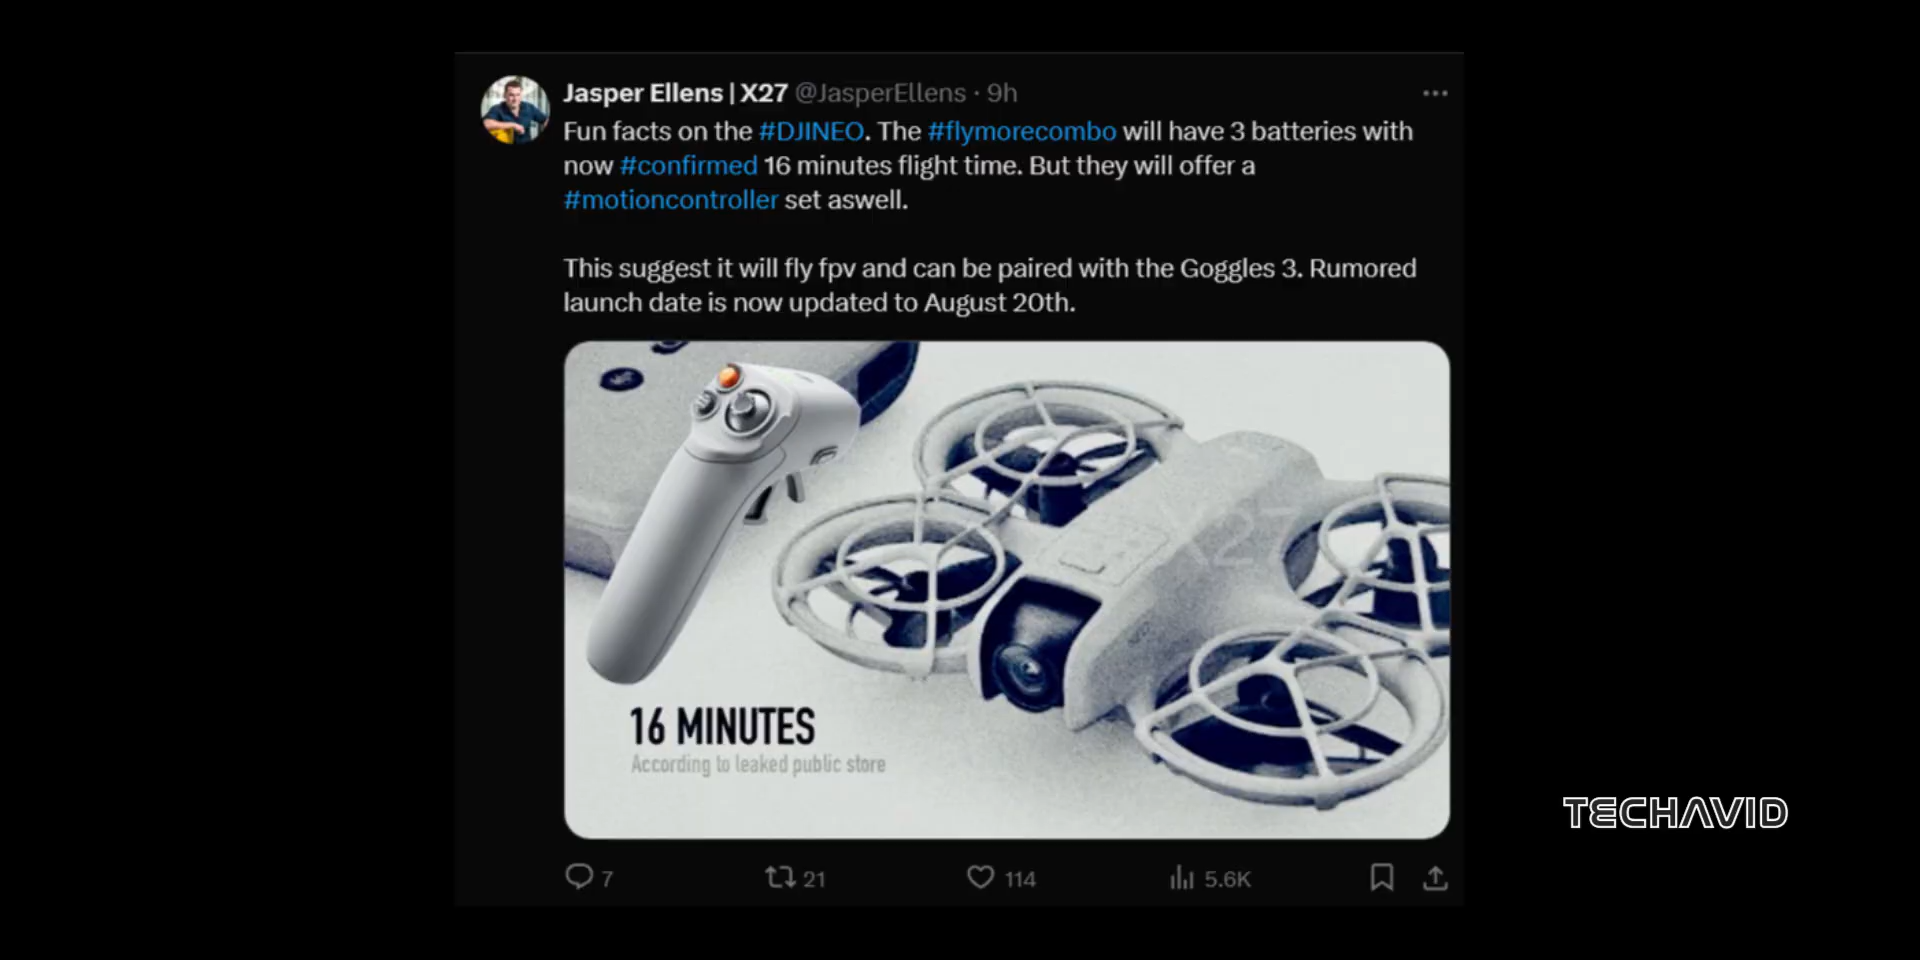 Jasper Ellens | X27 @JasperEllens · 9h
Fun facts on the #DJINEO. The #flymorecombo will have 3 batteries with
now #confirmed 16 minutes flight time. But they will offer a
#motioncontroller set aswell.
This suggest it will fly fpv and can be paired with the Goggles 3. Rumored
launch date is now updated to August 20th.
X27
16 MINUTES
According to leaked public store
TECHAVID
7 21 114 5.6K